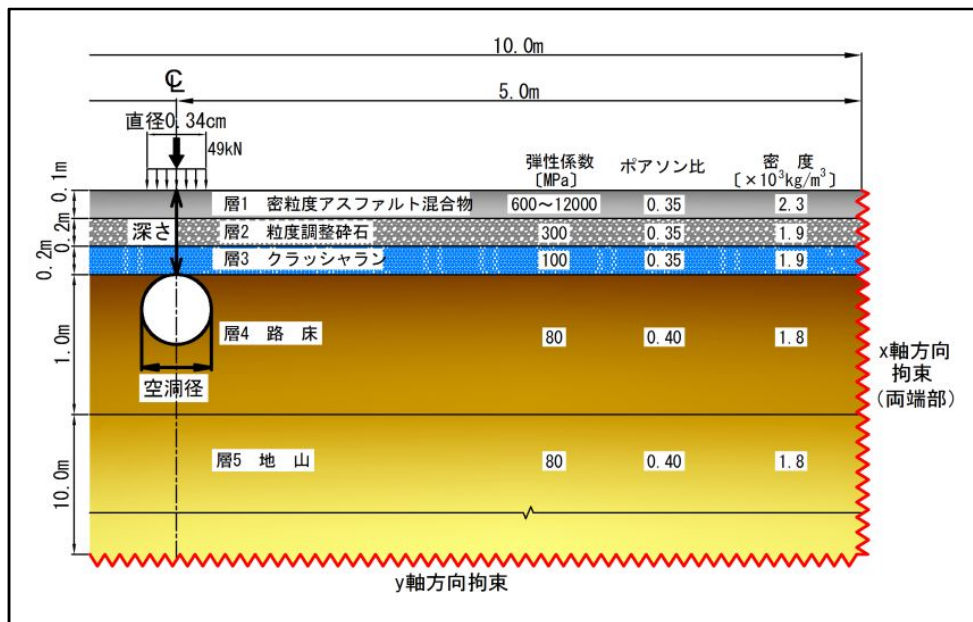 10.0m
℄
5.0m
直径0.34cm
49kN
弾性係数 ポアソン比 密 度
〔MPa〕 〔×10³kg/m³〕
0.1m 層1 密粒度アスファルト混合物 600～12000 0.35 2.3
0.2m 深さ 層2 粒度調整砕石 300 0.35 1.9
0.2m 層3 クラッシャラン 100 0.35 1.9
1.0m 層4 路 床 80 0.40 1.8
空洞径
x軸方向
拘束
(両端部)
10.0m 層5 地 山 80 0.40 1.8
y軸方向拘束